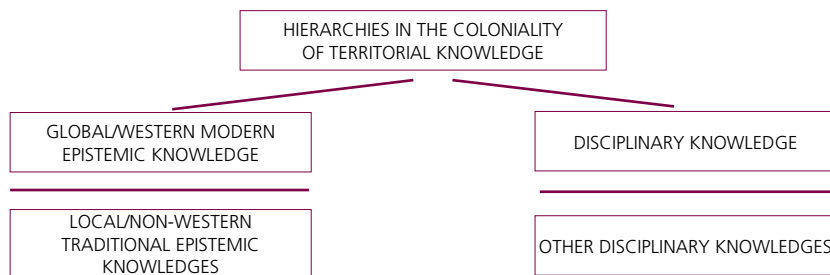 HIERARCHIES IN THE COLONIALITY
OF TERRITORIAL KNOWLEDGE
GLOBAL/WESTERN MODERN
EPISTEMIC KNOWLEDGE
DISCIPLINARY KNOWLEDGE
LOCAL/NON-WESTERN
TRADITIONAL EPISTEMIC
KNOWLEDGES
OTHER DISCIPLINARY KNOWLEDGES